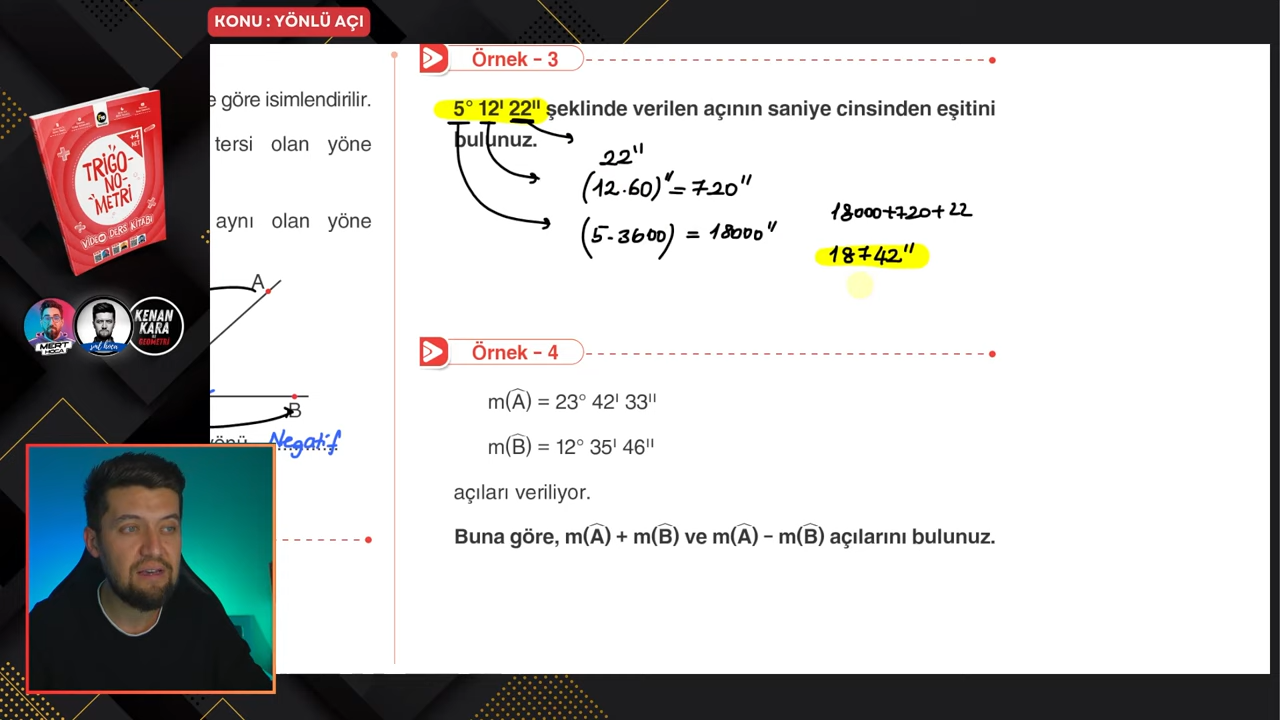 KONU : YÖNLÜ AÇI
+4 NET
TRİGO-
NO-
METRİ
VİDEO DERS KİTABI
MERT HOCA
KENAN
KARA
GEOMETRİ
e göre isimlendirilir.
tersi olan yöne
aynı olan yöne
A
B
Negatif
Örnek – 3
5° 12' 22'' şeklinde verilen açının saniye cinsinden eşitini
bulunuz.
22''
(12.60)'' = 720''
(5.3600) = 18000''
18000+720+22
18742''
Örnek – 4
m(Â) = 23° 42' 33''
m(B̂) = 12° 35' 46''
açıları veriliyor.
Buna göre, m(Â) + m(B̂) ve m(Â) – m(B̂) açılarını bulunuz.